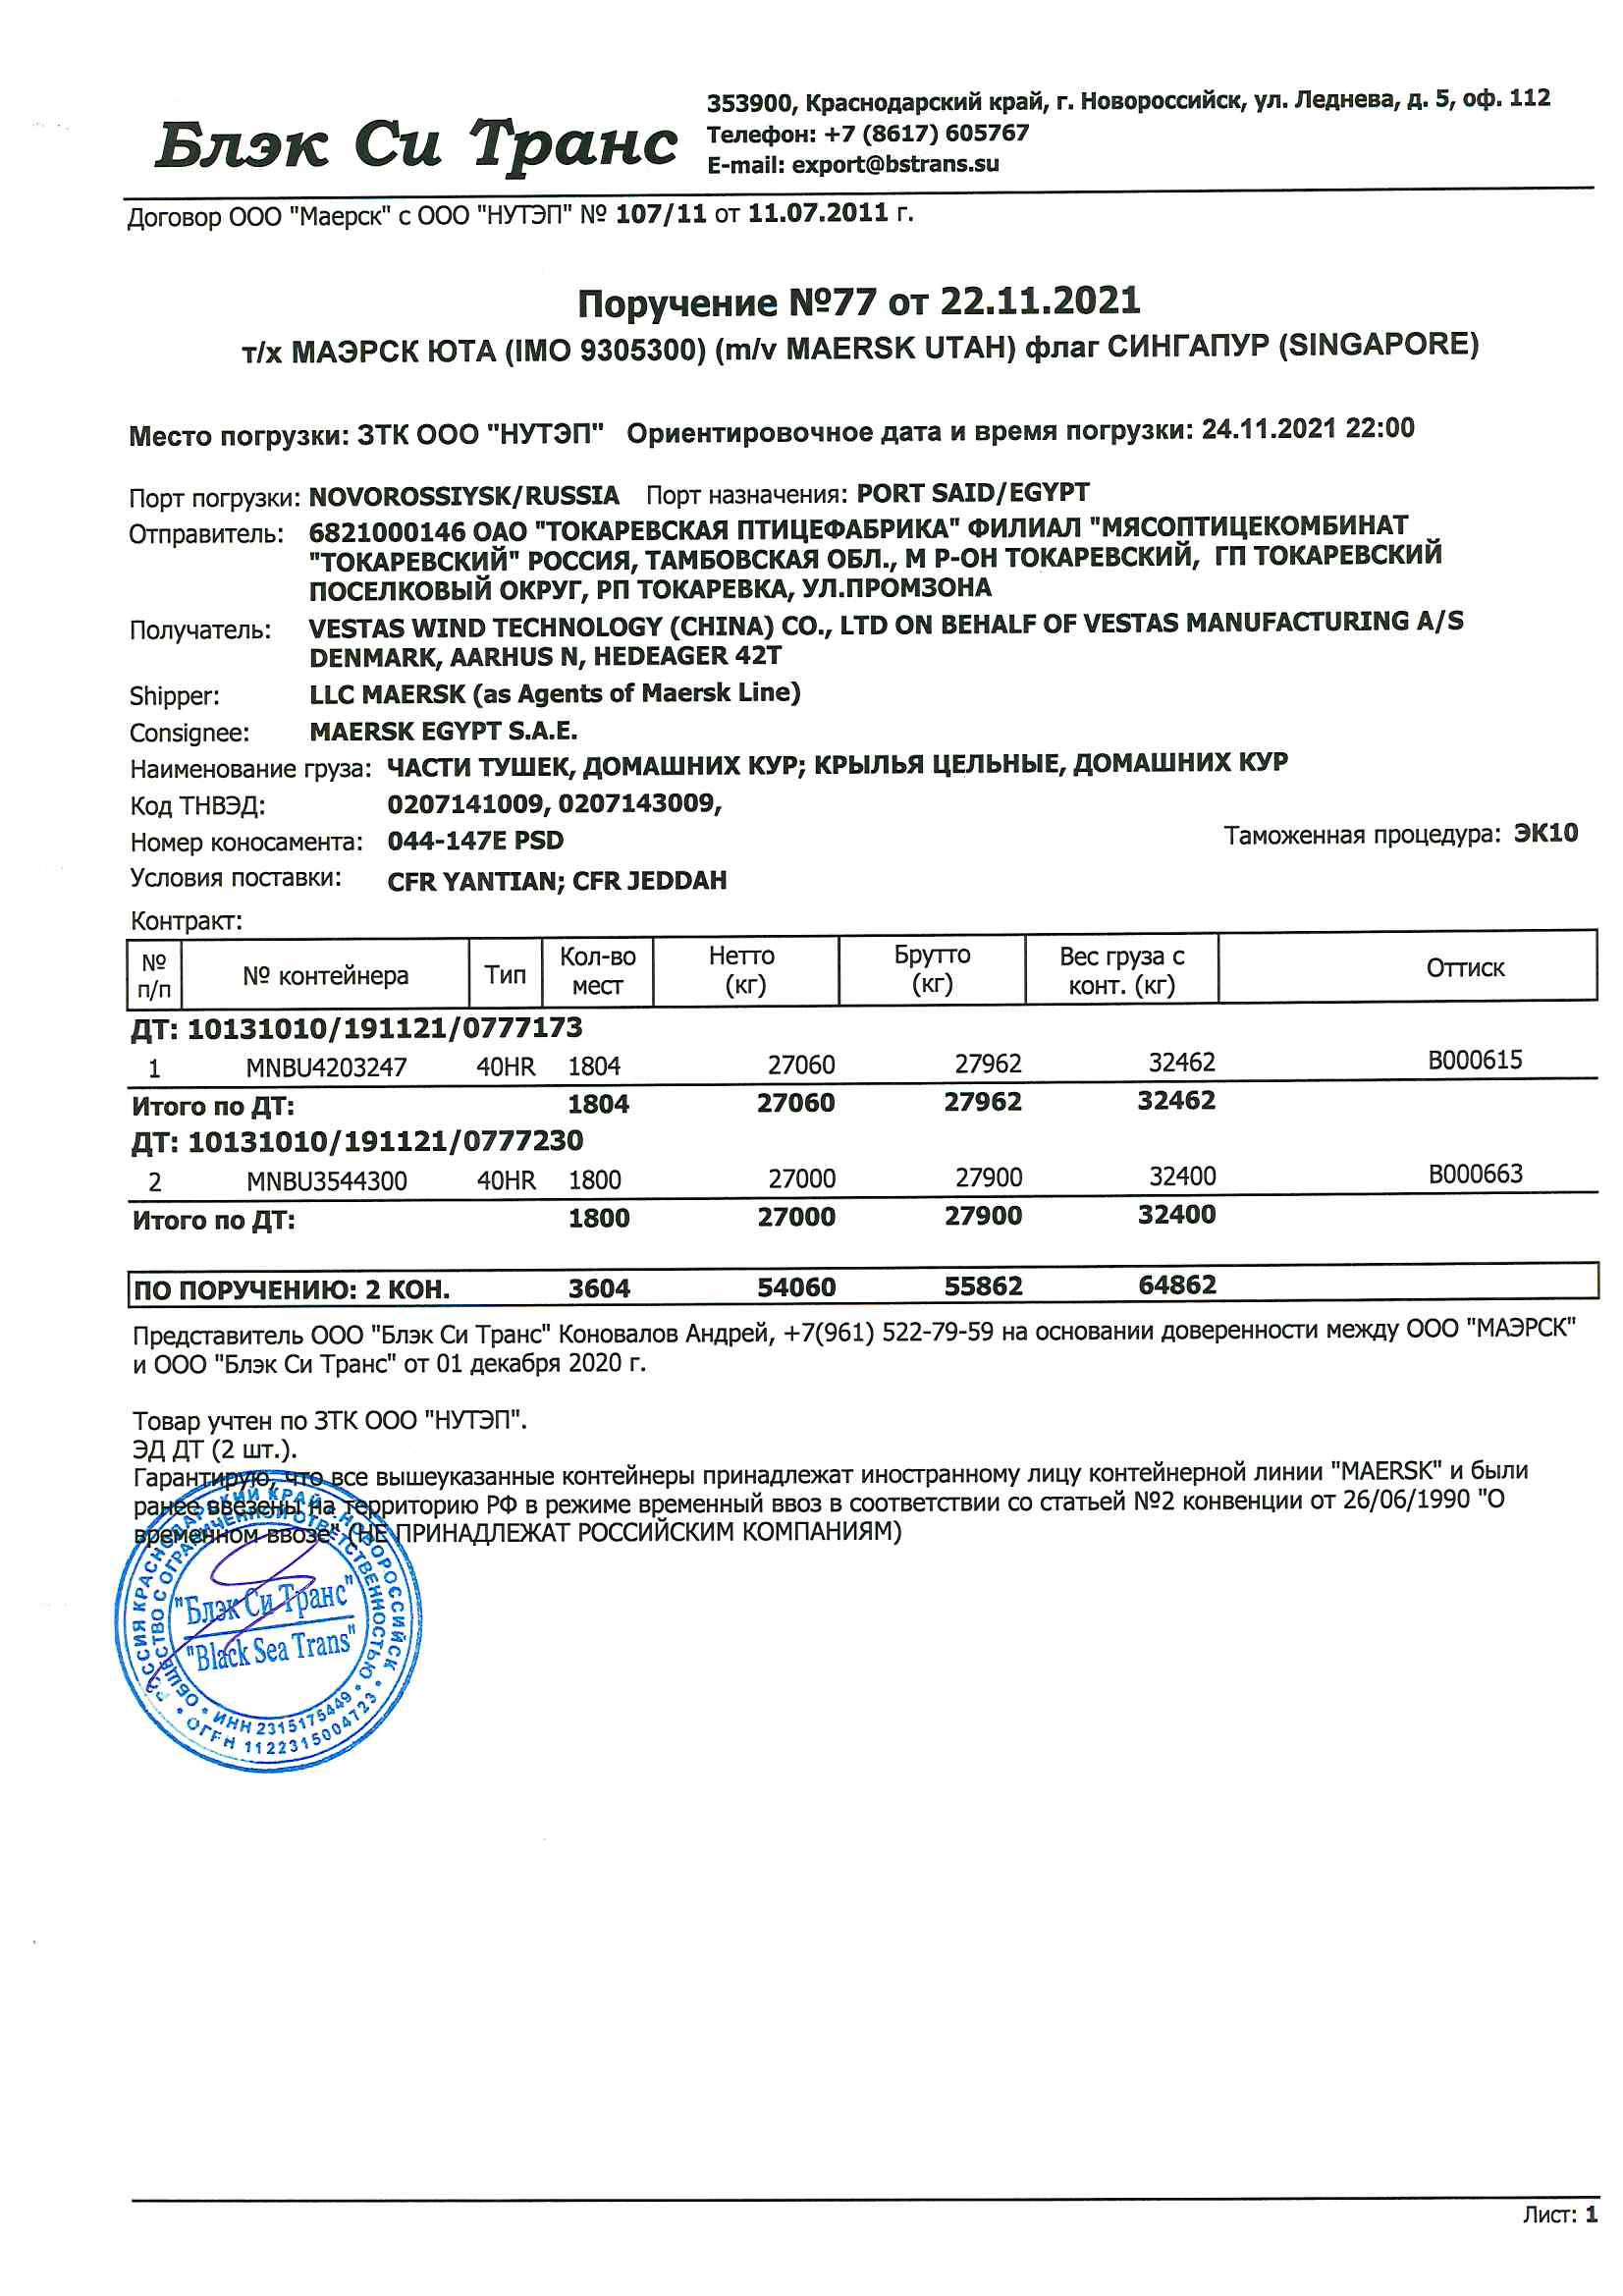 Блэк Си Транс
353900, Краснодарский край, г. Новороссийск, ул. Леднева, д. 5, оф. 112
Телефон: +7 (8617) 605767
E-mail: export@bstrans.su
Договор ООО "Маерск" с ООО "НУТЭП" № 107/11 от 11.07.2011 г.
Поручение №77 от 22.11.2021
т/х МАЭРСК ЮТА (IMO 9305300) (m/v MAERSK UTAH) флаг СИНГАПУР (SINGAPORE)
Место погрузки: ЗТК ООО "НУТЭП" Ориентировочное дата и время погрузки: 24.11.2021 22:00
Порт погрузки: NOVOROSSIYSK/RUSSIA Порт назначения: PORT SAID/EGYPT
Отправитель: 6821000146 ОАО "ТОКАРЕВСКАЯ ПТИЦЕФАБРИКА" ФИЛИАЛ "МЯСОПТИЦЕКОМБИНАТ
"ТОКАРЕВСКИЙ" РОССИЯ, ТАМБОВСКАЯ ОБЛ., М Р-ОН ТОКАРЕВСКИЙ, ГП ТОКАРЕВСКИЙ
ПОСЕЛКОВЫЙ ОКРУГ, РП ТОКАРЕВКА, УЛ.ПРОМЗОНА
Получатель: VESTAS WIND TECHNOLOGY (CHINA) CO., LTD ON BEHALF OF VESTAS MANUFACTURING A/S
DENMARK, AARHUS N, HEDEAGER 42T
Shipper: LLC MAERSK (as Agents of Maersk Line)
Consignee: MAERSK EGYPT S.A.E.
Наименование груза: ЧАСТИ ТУШЕК, ДОМАШНИХ КУР; КРЫЛЬЯ ЦЕЛЬНЫЕ, ДОМАШНИХ КУР
Код ТНВЭД: 0207141009, 0207143009,
Номер коносамента: 044-147E PSD Таможенная процедура: ЭК10
Условия поставки: CFR YANTIAN; CFR JEDDAH
Контракт:
№ п/п № контейнера Тип Кол-во мест Нетто (кг) Брутто (кг) Вес груза с конт. (кг) Оттиск
ДТ: 10131010/191121/0777173
1 MNBU4203247 40HR 1804 27060 27962 32462 B000615
Итого по ДТ: 1804 27060 27962 32462
ДТ: 10131010/191121/0777230
2 MNBU3544300 40HR 1800 27000 27900 32400 B000663
Итого по ДТ: 1800 27000 27900 32400
ПО ПОРУЧЕНИЮ: 2 КОН. 3604 54060 55862 64862
Представитель ООО "Блэк Си Транс" Коновалов Андрей, +7(961) 522-79-59 на основании доверенности между ООО "МАЭРСК"
и ООО "Блэк Си Транс" от 01 декабря 2020 г.
Товар учтен по ЗТК ООО "НУТЭП".
ЭД ДТ (2 шт.).
Гарантирую, что все вышеуказанные контейнеры принадлежат иностранному лицу контейнерной линии "MAERSK" и были
ранее ввезены на территорию РФ в режиме временный ввоз в соответствии со статьей №2 конвенции от 26/06/1990 "О
временном ввозе" (НЕ ПРИНАДЛЕЖАТ РОССИЙСКИМ КОМПАНИЯМ)
РОССИЯ КРАСНОДАРСКИЙ КРАЙ Г. НОВОРОССИЙСК
ОБЩЕСТВО С ОГРАНИЧЕННОЙ ОТВЕТСТВЕННОСТЬЮ
"Блэк Си Транс"
"Black Sea Trans"
ИНН 2315175449
ОГРН 1122315004723
Лист: 1